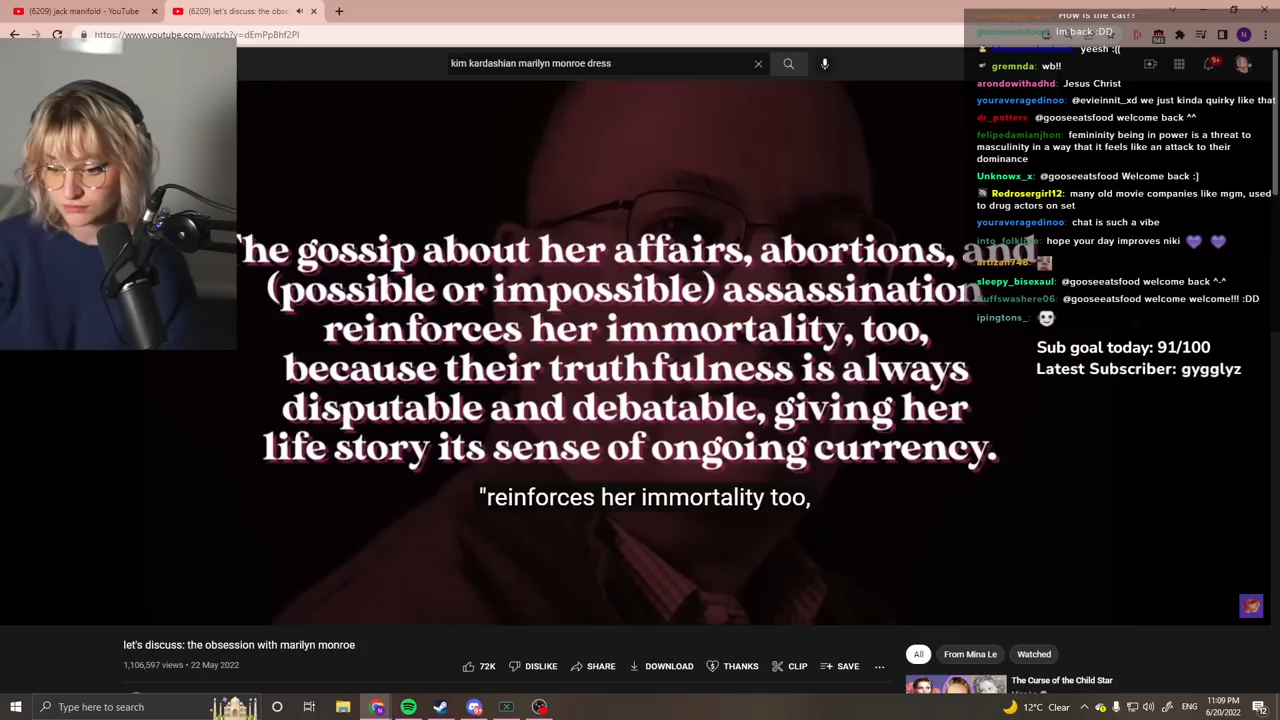 (6209) jack manifold - YouTube
(6209) let's discuss: the obse
https://www.youtube.com/watch?v=dEmPpBhf2PI
kim kardashian marilyn monroe dress
541
N
9+
How is the cat??
Im back :DD
yeesh :((
gremnda: wb!!
arondowithadhd: Jesus Christ
youraveragedinoo: @evieinnit_xd we just kinda quirky like that
dr_potters: @gooseeatsfood welcome back ^^
felipedamianjhon: femininity being in power is a threat to
masculinity in a way that it feels like an attack to their
dominance
Unknowx_x: @gooseeatsfood Welcome back :]
Redrosergirl12: many old movie companies like mgm, used
to drug actors on set
youraveragedinoo: chat is such a vibe
hope your day improves niki
artizan748:
sleepy_bisexaul: @gooseeatsfood welcome back ^-^
fluffswashere06: @gooseeatsfood welcome welcome!!! :DD
ipingtons_:
Sub goal today: 91/100
Latest Subscriber: gygglyz
The gossip about her affairs, abortions, and
(possible or impossible) assassination
reinforces her immortality, too,
because their truthfulness is always
disputable and debatable, giving her
life story its sense of ongoing currency.
"reinforces her immortality too,
let's discuss: the obsession with marilyn monroe
1,106,597 views • 22 May 2022
72K DISLIKE SHARE DOWNLOAD THANKS CLIP SAVE
All From Mina Le Watched
The Curse of the Child Star
Type here to search
12°C Clear
11:09 PM
6/20/2022
12